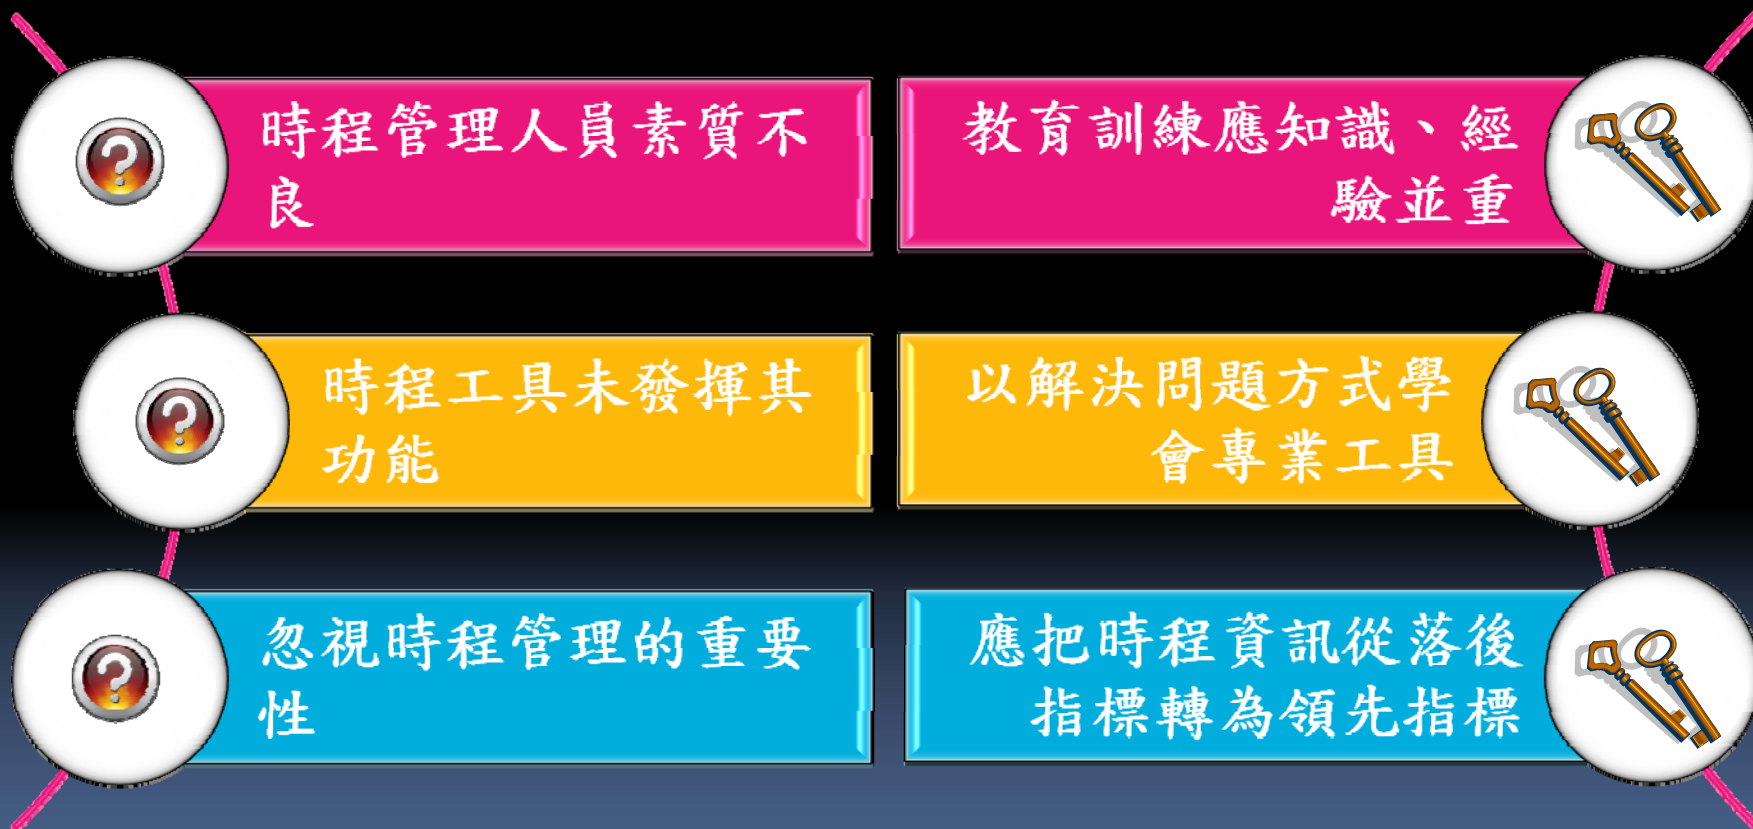 時程管理人員素質不
良
教育訓練應知識、經
驗並重
時程工具未發揮其
功能
以解決問題方式學
會專業工具
忽視時程管理的重要
性
應把時程資訊從落後
指標轉為領先指標